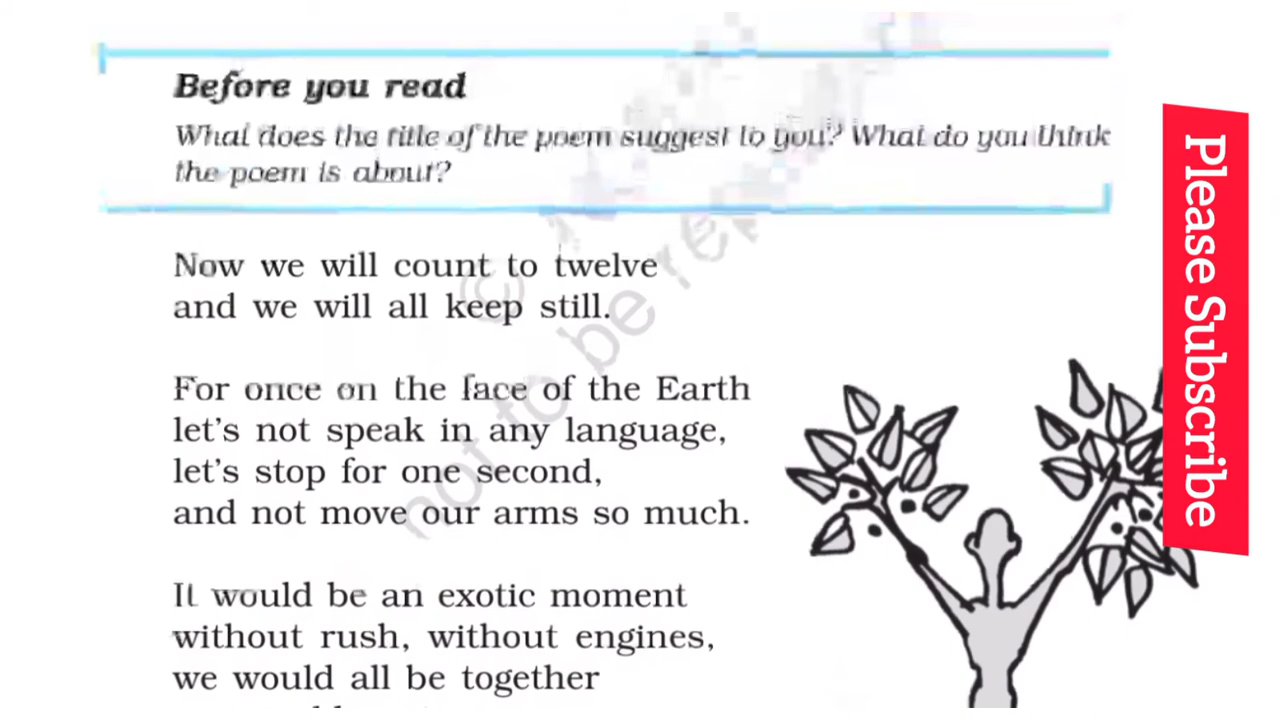 Before you read
What does the title of the poem suggest to you? What do you think
the poem is about?
Now we will count to twelve
and we will all keep still.
For once on the face of the Earth
let's not speak in any language,
let's stop for one second,
and not move our arms so much.
It would be an exotic moment
without rush, without engines,
we would all be together
© not to be
Please Subscribe